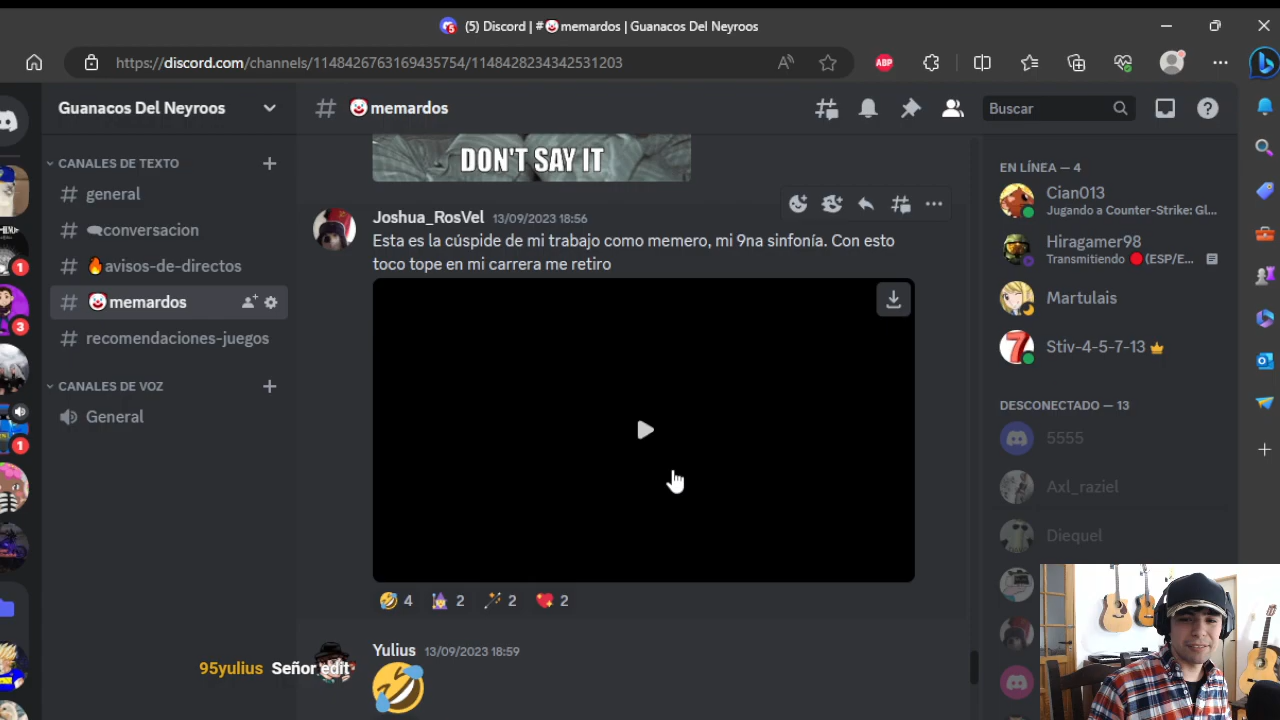 (5) Discord | #🤡memardos | Guanacos Del Neyroos
https://discord.com/channels/1148426763169435754/1148428234342531203
ABP
Guanacos Del Neyroos
CANALES DE TEXTO
general
🗨conversacion
🔥avisos-de-directos
🤡memardos
recomendaciones-juegos
CANALES DE VOZ
General
1
3
1
# 🤡memardos
Buscar
DON'T SAY IT
Joshua_RosVel 13/09/2023 18:56
Esta es la cúspide de mi trabajo como memero, mi 9na sinfonía. Con esto
toco tope en mi carrera me retiro
🤣 4 🧙 2 🪄 2 💖 2
Yulius 13/09/2023 18:59
🤣
95yulius Señor edit
EN LÍNEA — 4
Cian013
Jugando a Counter-Strike: Gl...
Hiragamer98
Transmitiendo 🔴(ESP/E...
Martulais
7
Stiv-4-5-7-13
DESCONECTADO — 13
5555
Axl_raziel
Diequel